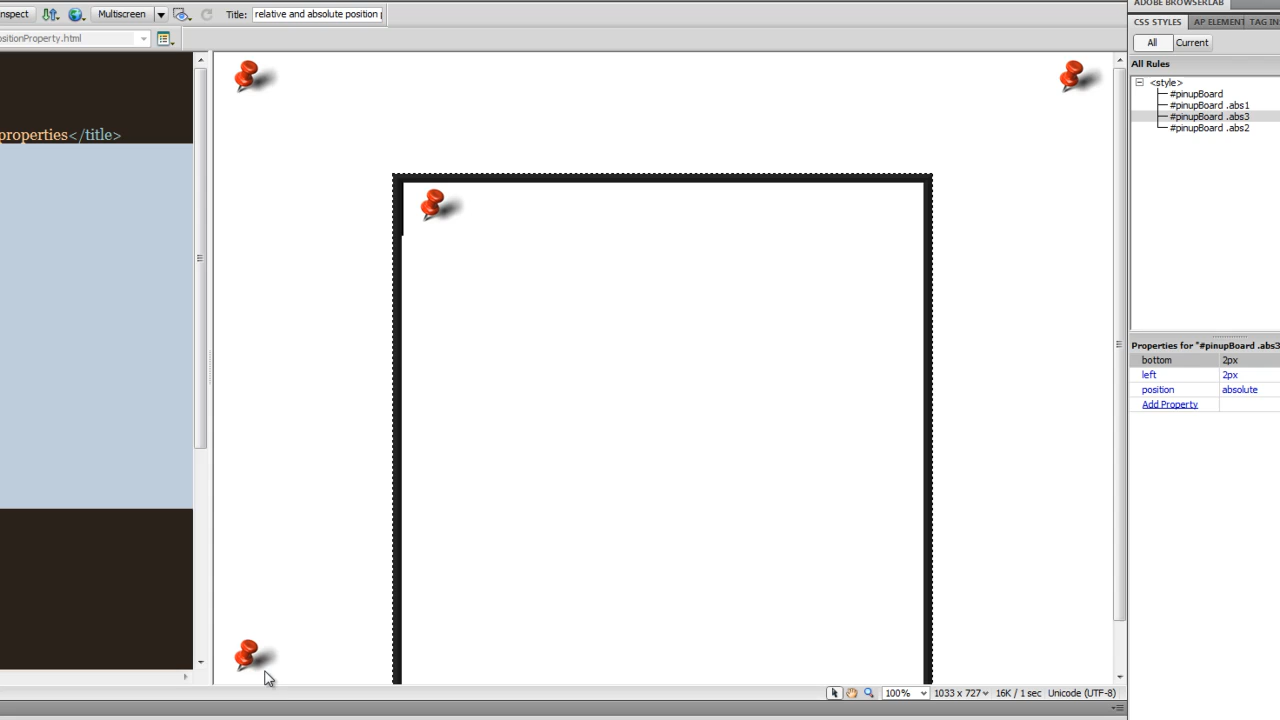 ADOBE BROWSERLAB
nspect Multiscreen Title: relative and absolute position
CSS STYLES AP ELEMENT TAG IN
ositionProperty.html
All Current
All Rules
<style>
#pinupBoard
#pinupBoard .abs1
#pinupBoard .abs3
#pinupBoard .abs2
properties</title>
Properties for "#pinupBoard .abs3
bottom 2px
left 2px
position absolute
Add Property
100% 1033 x 727 16K / 1 sec Unicode (UTF-8)